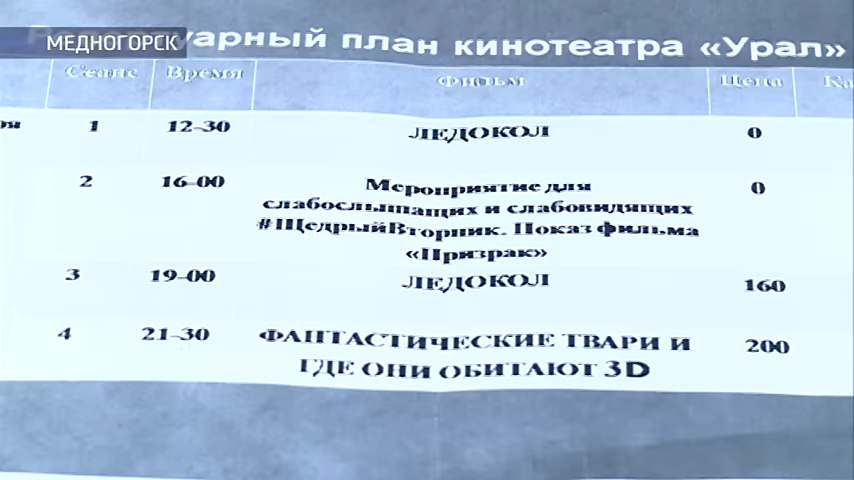 МЕДНОГОРСК
план кинотеатра «Урал»
Сеанс Время Фильм Цена
1 12-30 ЛЕДОКОЛ 0
2 16-00 Мероприятие для 0
слабослышащих и слабовидящих
#ЩедрыйВторник. Показ фильма
«Призрак»
3 19-00 ЛЕДОКОЛ 160
4 21-30 ФАНТАСТИЧЕСКИЕ ТВАРИ И 200
ГДЕ ОНИ ОБИТАЮТ 3D